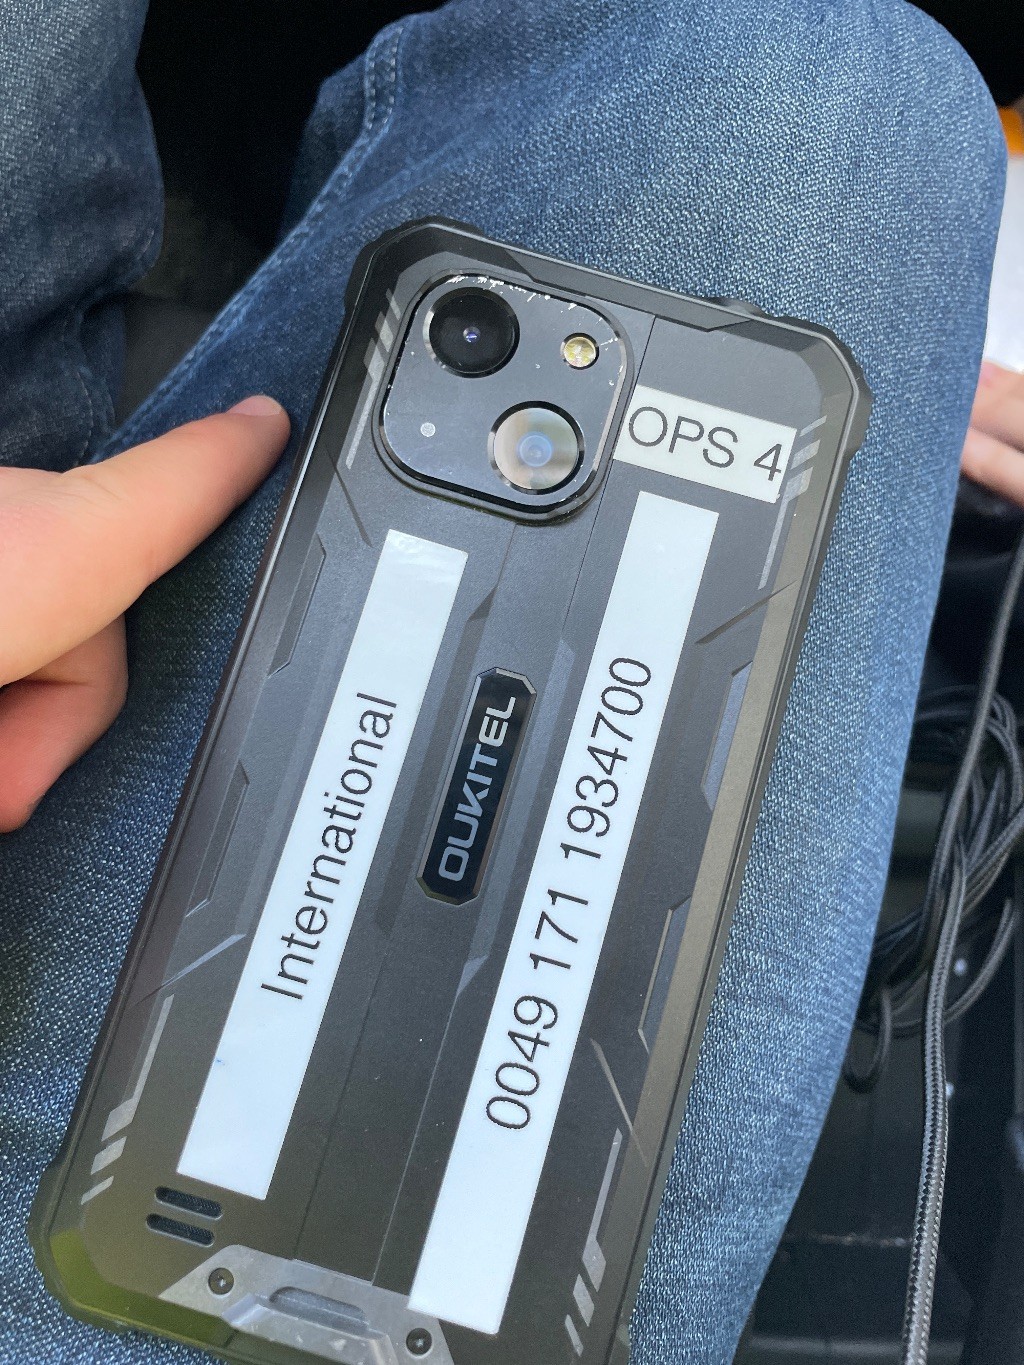 OPS 4
International
OUKITEL
0049 171 1934700